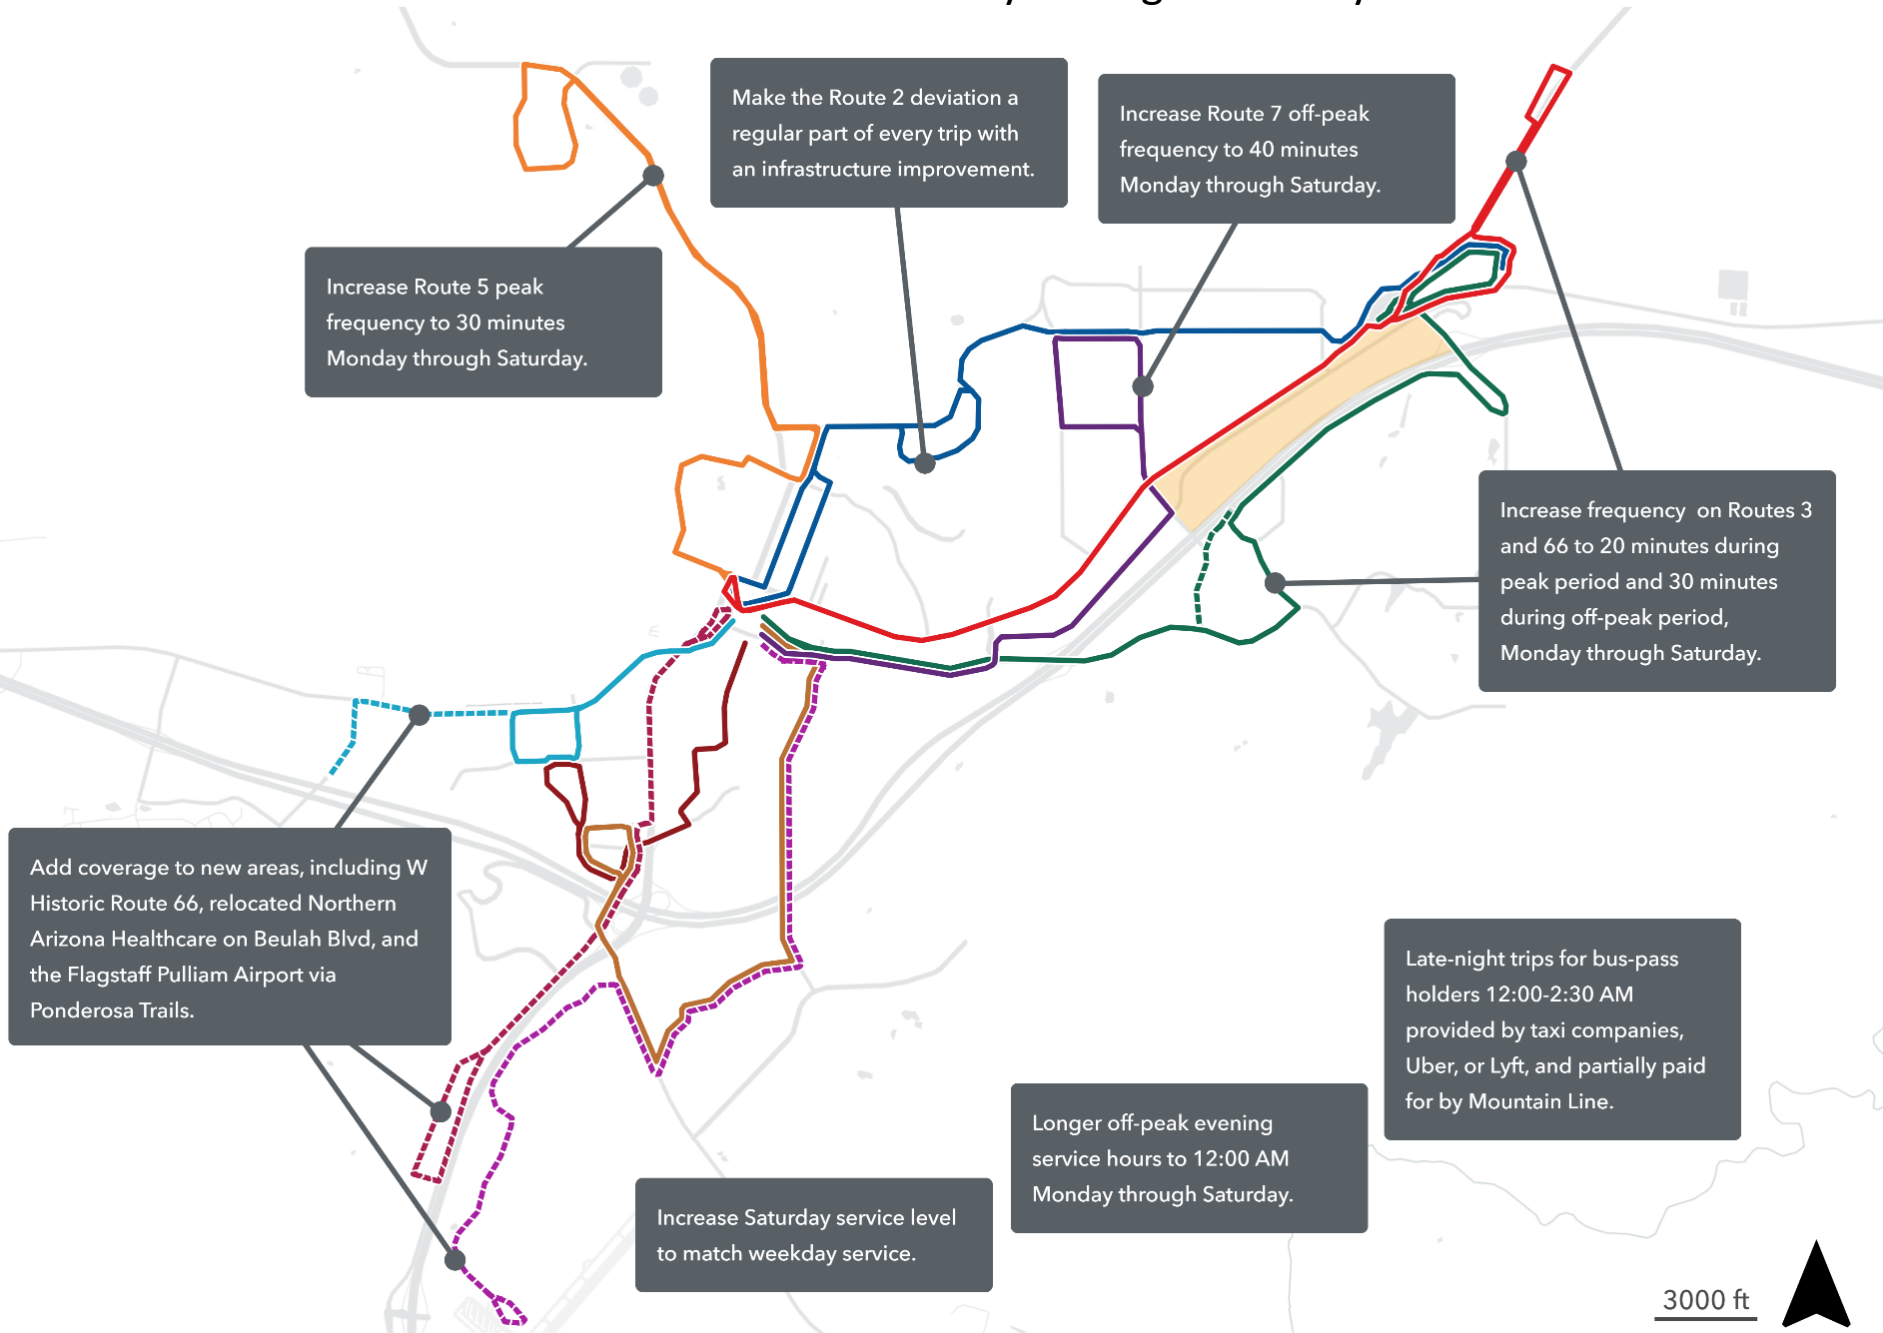 Make the Route 2 deviation a
regular part of every trip with
an infrastructure improvement.
Increase Route 7 off-peak
frequency to 40 minutes
Monday through Saturday.
Increase Route 5 peak
frequency to 30 minutes
Monday through Saturday.
Increase frequency on Routes 3
and 66 to 20 minutes during
peak period and 30 minutes
during off-peak period,
Monday through Saturday.
Add coverage to new areas, including W
Historic Route 66, relocated Northern
Arizona Healthcare on Beulah Blvd, and
the Flagstaff Pulliam Airport via
Ponderosa Trails.
Late-night trips for bus-pass
holders 12:00-2:30 AM
provided by taxi companies,
Uber, or Lyft, and partially paid
for by Mountain Line.
Longer off-peak evening
service hours to 12:00 AM
Monday through Saturday.
Increase Saturday service level
to match weekday service.
3000 ft